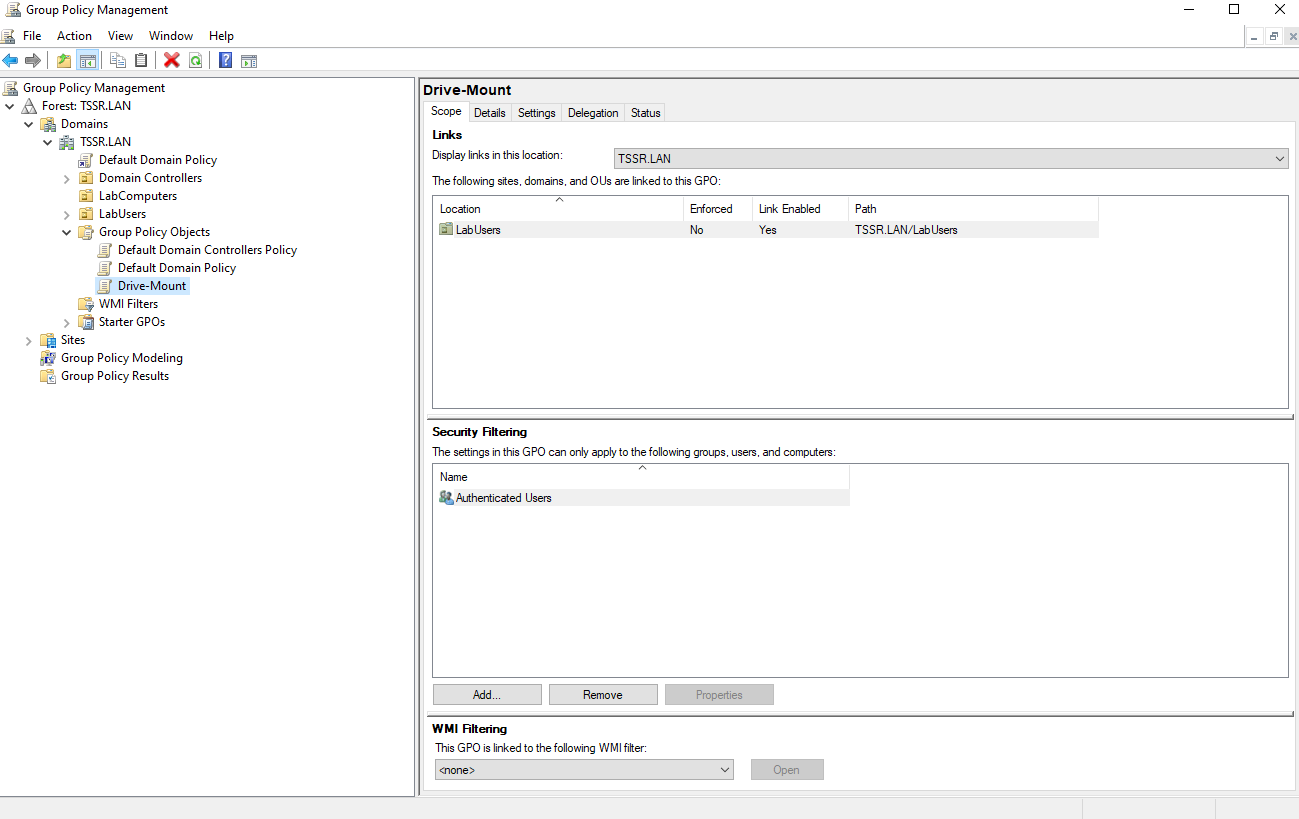 Group Policy Management
File Action View Window Help
Group Policy Management
Forest: TSSR.LAN
Domains
TSSR.LAN
Default Domain Policy
Domain Controllers
LabComputers
LabUsers
Group Policy Objects
Default Domain Controllers Policy
Default Domain Policy
Drive-Mount
WMI Filters
Starter GPOs
Sites
Group Policy Modeling
Group Policy Results
Drive-Mount
Scope Details Settings Delegation Status
Links
Display links in this location: TSSR.LAN
The following sites, domains, and OUs are linked to this GPO:
Location Enforced Link Enabled Path
LabUsers No Yes TSSR.LAN/LabUsers
Security Filtering
The settings in this GPO can only apply to the following groups, users, and computers:
Name
Authenticated Users
Add... Remove Properties
WMI Filtering
This GPO is linked to the following WMI filter:
<none> Open